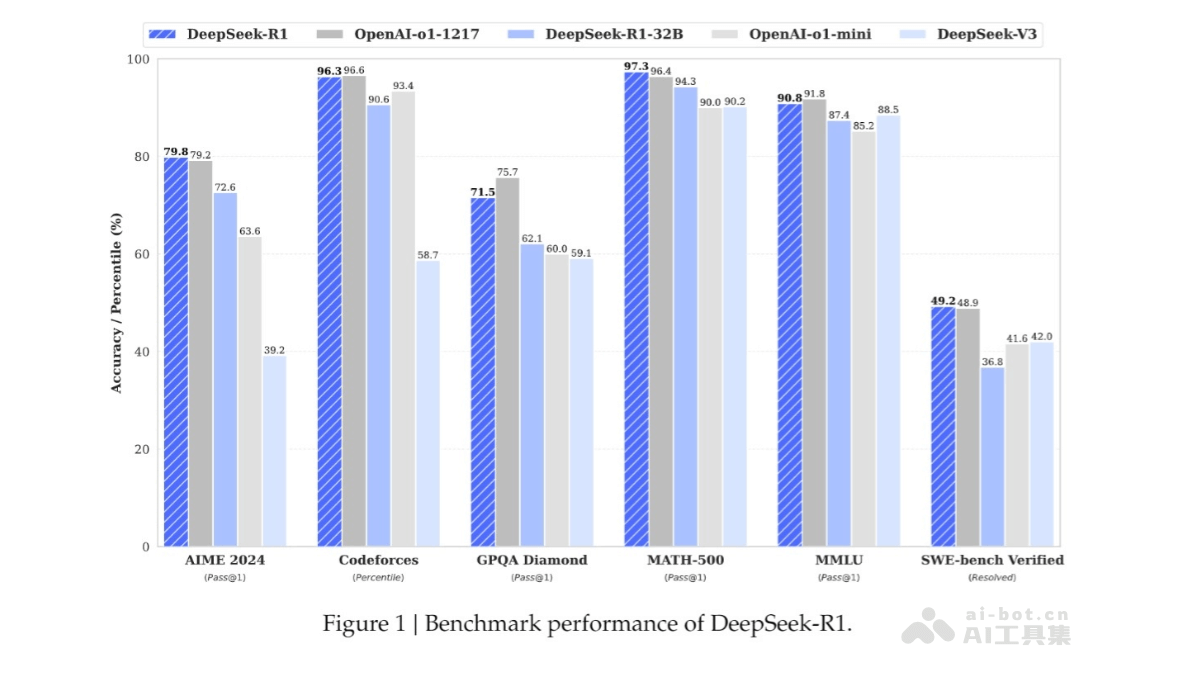 DeepSeek-R1 OpenAI-o1-1217 DeepSeek-R1-32B OpenAI-o1-mini DeepSeek-V3
Accuracy / Percentile (%)
100
80
60
40
20
0
79.8 79.2 72.6 63.6 39.2
96.3 96.6 90.6 93.4 58.7
71.5 75.7 62.1 60.0 59.1
97.3 96.4 94.3 90.0 90.2
90.8 91.8 87.4 85.2 88.5
49.2 48.9 36.8 41.6 42.0
AIME 2024 Codeforces GPQA Diamond MATH-500 MMLU SWE-bench Verified
(Pass@1) (Percentile) (Pass@1) (Pass@1) (Pass@1) (Resolved)
Figure 1 | Benchmark performance of DeepSeek-R1.
ai-bot.cn
AI工具集